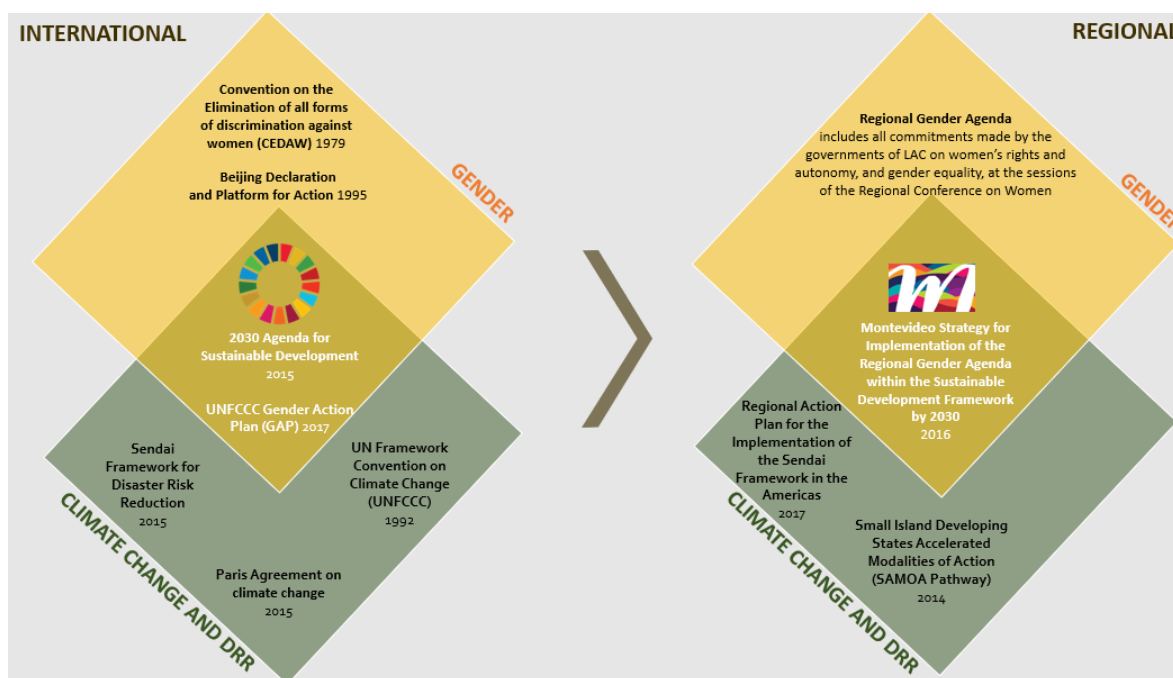 INTERNATIONAL
Convention on the
Elimination of all forms
of discrimination against
women (CEDAW) 1979
Beijing Declaration
and Platform for Action 1995
GENDER
2030 Agenda for
Sustainable Development
2015
UNFCCC Gender Action
Plan (GAP) 2017
Sendai
Framework for
Disaster Risk
Reduction
2015
UN Framework
Convention on
Climate Change
(UNFCCC)
1992
Paris Agreement on
climate change
2015
CLIMATE CHANGE AND DRR
REGIONAL
Regional Gender Agenda
includes all commitments made by the
governments of LAC on women's rights and
autonomy, and gender equality, at the sessions
of the Regional Conference on Women
GENDER
Montevideo Strategy for
Implementation of the
Regional Gender Agenda
within the Sustainable
Development Framework
by 2030
2016
Regional Action
Plan for the
Implementation of
the Sendai
Framework in the
Americas
2017
Small Island Developing
States Accelerated
Modalities of Action
(SAMOA Pathway)
2014
CLIMATE CHANGE AND DRR